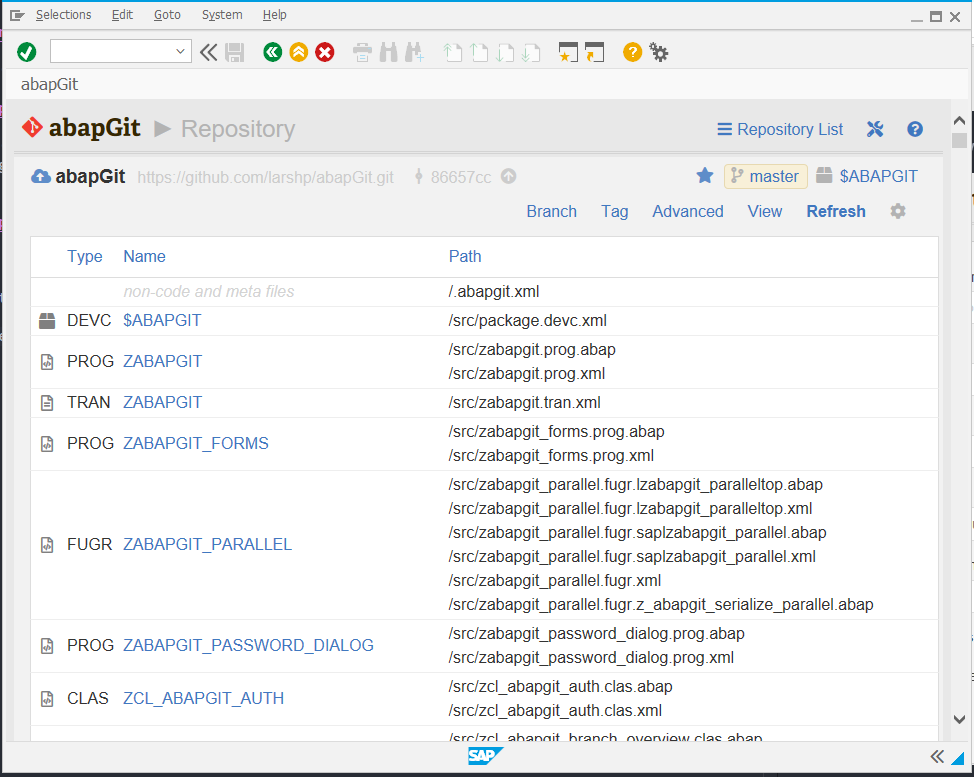 Selections Edit Goto System Help
abapGit
abapGit Repository Repository List
abapGit https://github.com/larshp/abapGit.git 86657cc master $ABAPGIT
Branch Tag Advanced View Refresh
Type Name Path
non-code and meta files /.abapgit.xml
DEVC $ABAPGIT /src/package.devc.xml
PROG ZABAPGIT /src/zabapgit.prog.abap
/src/zabapgit.prog.xml
TRAN ZABAPGIT /src/zabapgit.tran.xml
PROG ZABAPGIT_FORMS /src/zabapgit_forms.prog.abap
/src/zabapgit_forms.prog.xml
FUGR ZABAPGIT_PARALLEL /src/zabapgit_parallel.fugr.lzabapgit_paralleltop.abap
/src/zabapgit_parallel.fugr.lzabapgit_paralleltop.xml
/src/zabapgit_parallel.fugr.saplzabapgit_parallel.abap
/src/zabapgit_parallel.fugr.saplzabapgit_parallel.xml
/src/zabapgit_parallel.fugr.xml
/src/zabapgit_parallel.fugr.z_abapgit_serialize_parallel.abap
PROG ZABAPGIT_PASSWORD_DIALOG /src/zabapgit_password_dialog.prog.abap
/src/zabapgit_password_dialog.prog.xml
CLAS ZCL_ABAPGIT_AUTH /src/zcl_abapgit_auth.clas.abap
/src/zcl_abapgit_auth.clas.xml
/src/zcl_abapgit_branch_overview.clas.abap
SAP